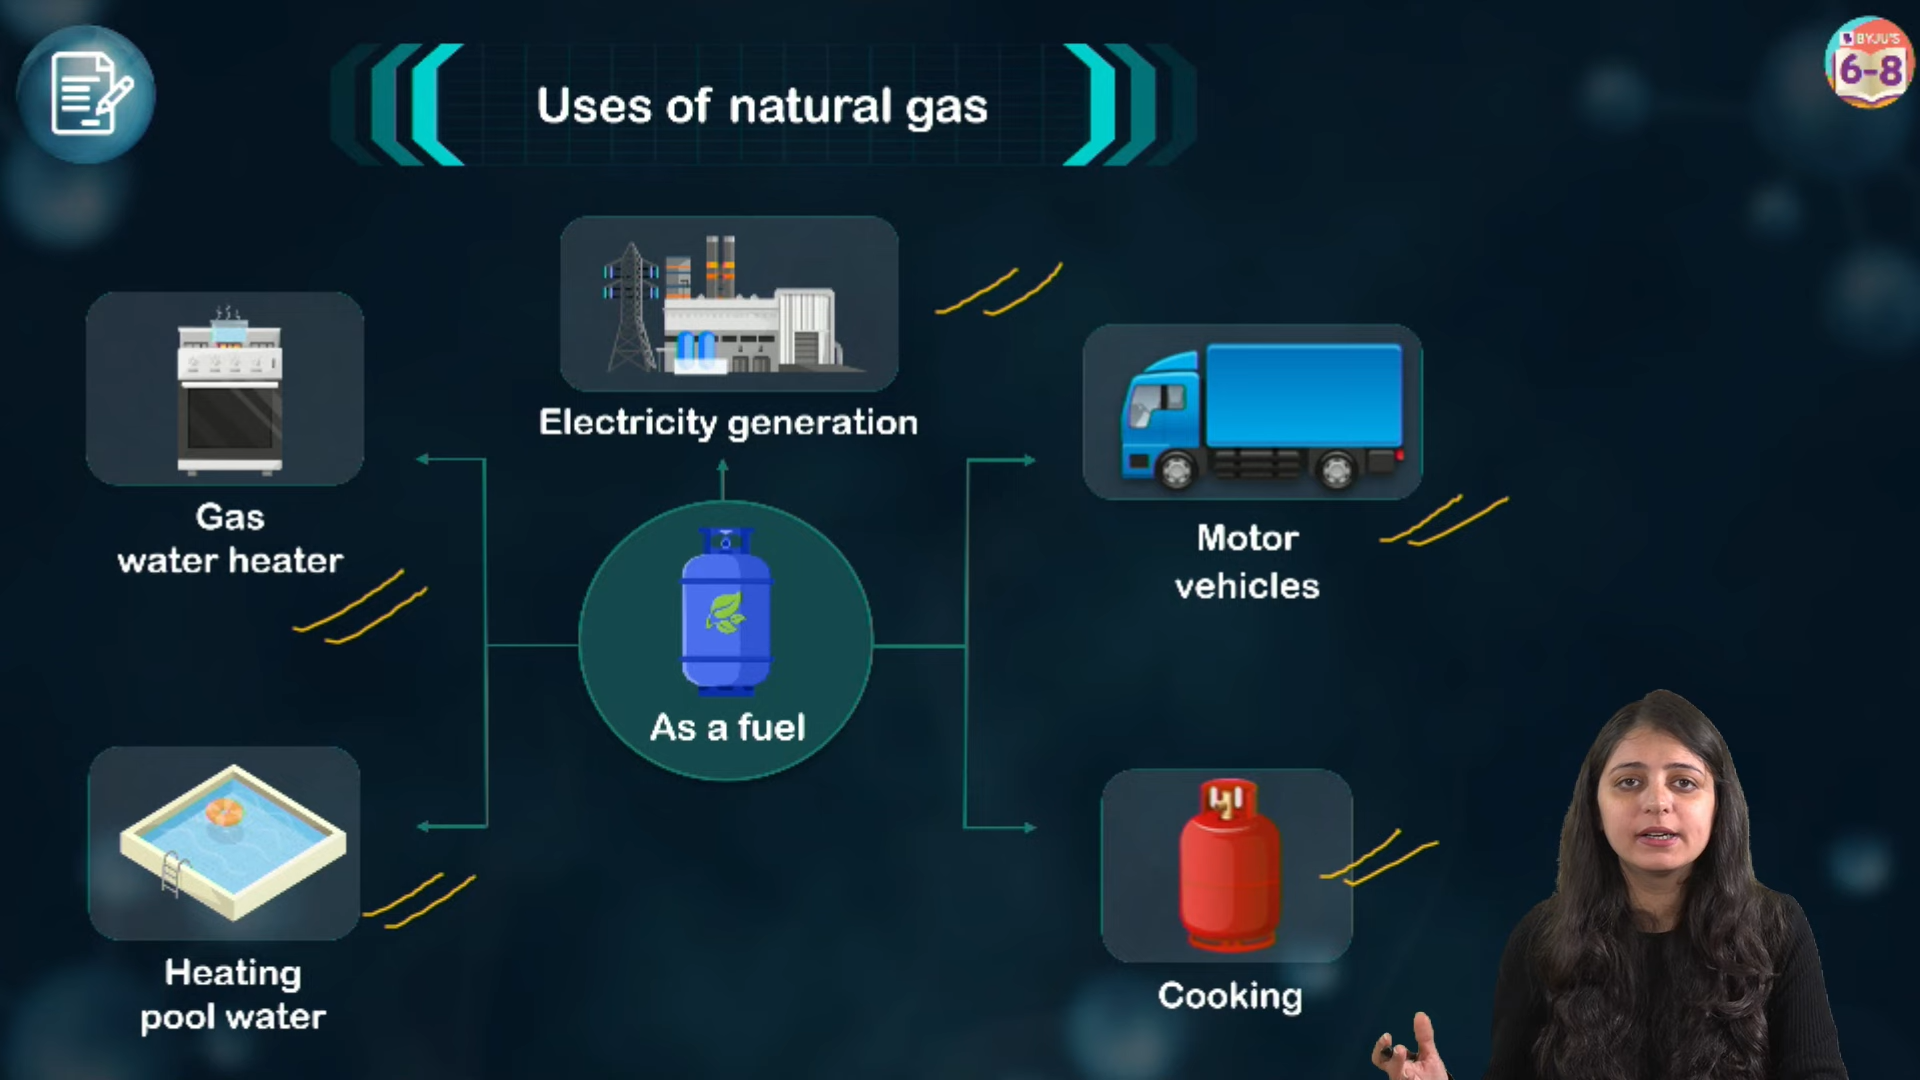 BYJU'S
6-8
Uses of natural gas
Electricity generation
Gas
water heater
Motor
vehicles
As a fuel
Heating
pool water
Cooking